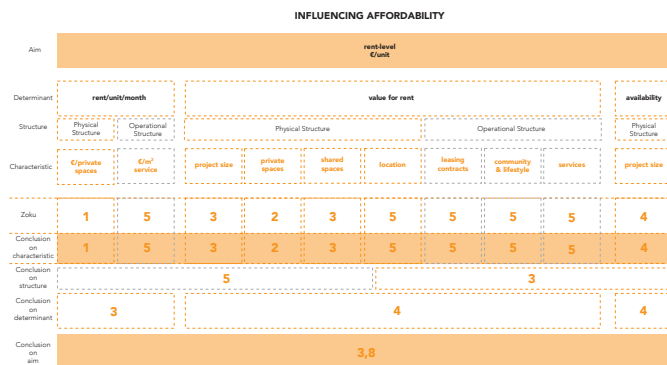 INFLUENCING AFFORDABILITY
Aim
rent-level
€/unit
Determinant
rent/unit/month
value for rent
availability
Structure
Physical
Structure
Operational
Structure
Physical Structure
Operational Structure
Physical
Structure
Characteristic
€/private
spaces
€/m²
service
project size
private
spaces
shared
spaces
location
leasing
contracts
community
& lifestyle
services
project size
Zoku
1
5
3
2
3
5
5
5
5
4
Conclusion
on
characteristic
1
5
3
2
3
5
5
5
5
4
Conclusion
on
structure
5
3
Conclusion
on
determinant
3
4
4
Conclusion
on
aim
3,8